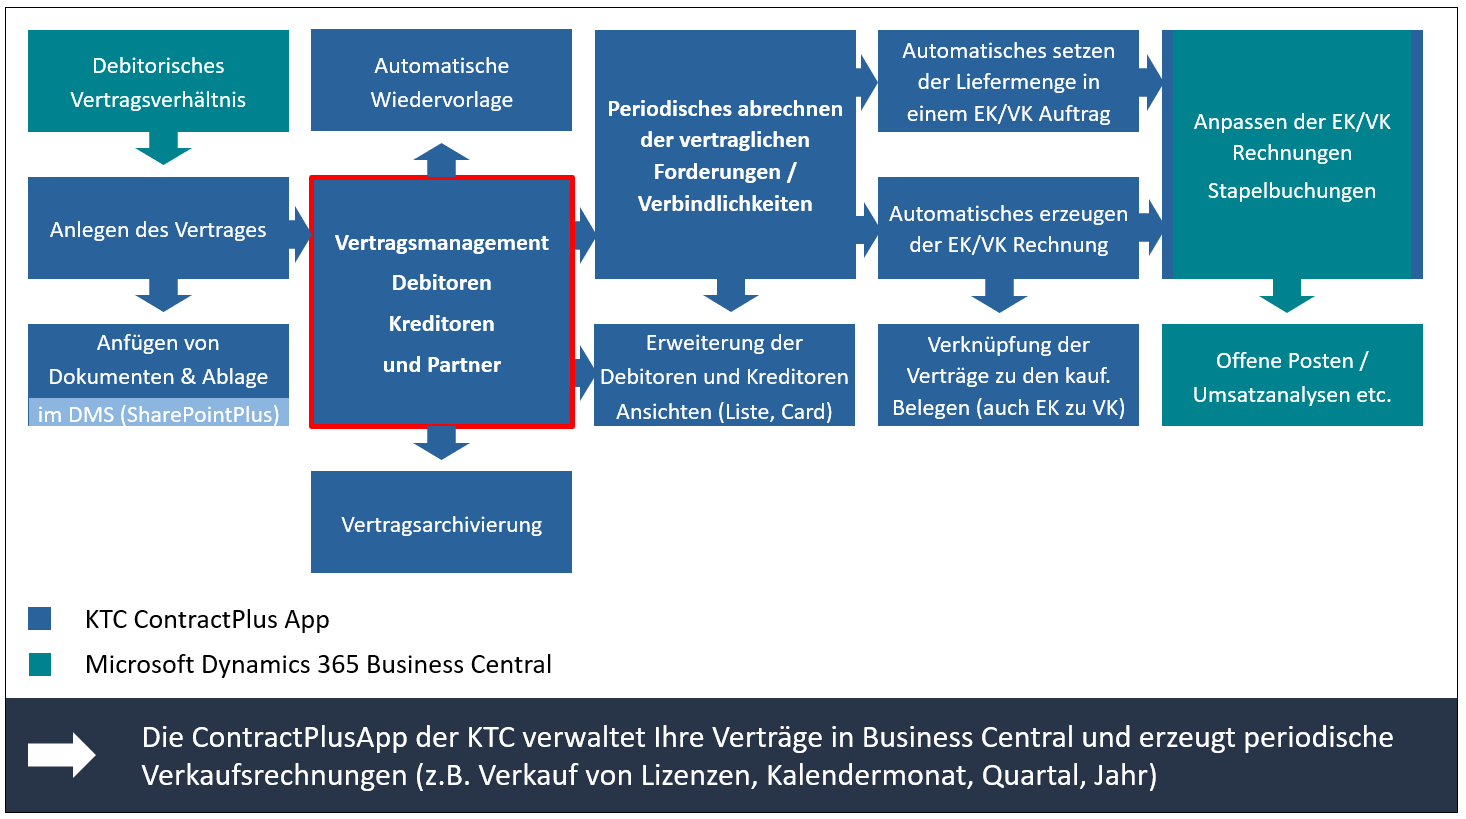 Debitorisches
Vertragsverhältnis
Anlegen des Vertrages
Anfügen von
Dokumenten & Ablage
im DMS (SharePointPlus)
Automatische
Wiedervorlage
Vertragsmanagement
Debitoren
Kreditoren
und Partner
Vertragsarchivierung
Periodisches abrechnen
der vertraglichen
Forderungen /
Verbindlichkeiten
Erweiterung der
Debitoren und Kreditoren
Ansichten (Liste, Card)
Automatisches setzen
der Liefermenge in
einem EK/VK Auftrag
Automatisches erzeugen
der EK/VK Rechnung
Verknüpfung der
Verträge zu den kauf.
Belegen (auch EK zu VK)
Anpassen der EK/VK
Rechnungen
Stapelbuchungen
Offene Posten /
Umsatzanalysen etc.
KTC ContractPlus App
Microsoft Dynamics 365 Business Central
Die ContractPlusApp der KTC verwaltet Ihre Verträge in Business Central und erzeugt periodische
Verkaufsrechnungen (z.B. Verkauf von Lizenzen, Kalendermonat, Quartal, Jahr)